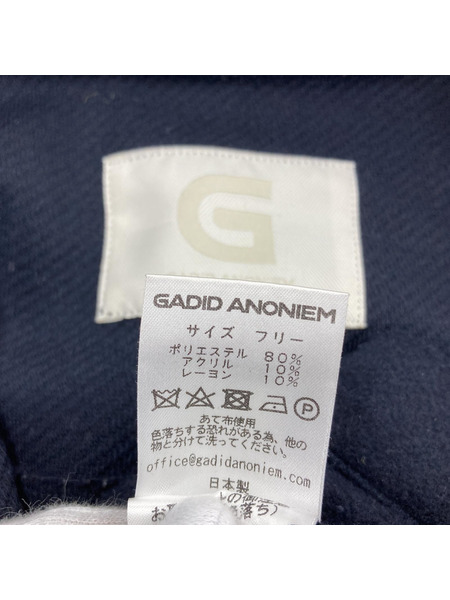 G
GADID ANONIEM
サイズ フリー
ポリエステル 80%
アクリル 10%
レーヨン 10%
P
あて布使用
色落ちする恐れがある為、他の
物と分けて洗ってください。
office@gadidanoniem.com
日本製